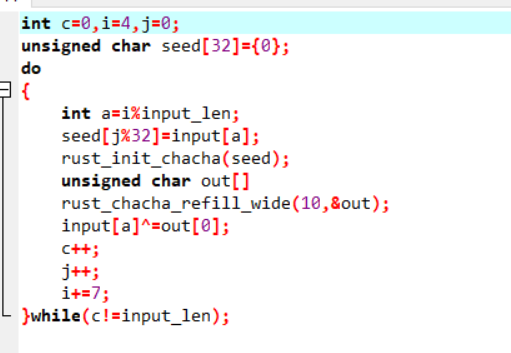 int c=0,i=4,j=0;
unsigned char seed[32]={0};
do
{
int a=i%input_len;
seed[j%32]=input[a];
rust_init_chacha(seed);
unsigned char out[]
rust_chacha_refill_wide(10,&out);
input[a]^=out[0];
c++;
j++;
i+=7;
}while(c!=input_len);